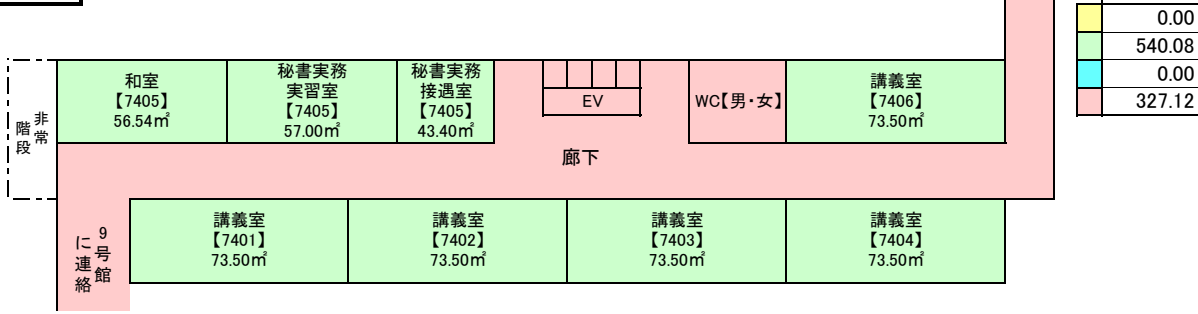 0.00
540.08
0.00
327.12
和室
【7405】
56.54㎡
秘書実務
実習室
【7405】
57.00㎡
秘書実務
接遇室
【7405】
43.40㎡
EV
WC【男・女】
講義室
【7406】
73.50㎡
非常
階段
廊下
講義室
【7401】
73.50㎡
講義室
【7402】
73.50㎡
講義室
【7403】
73.50㎡
講義室
【7404】
73.50㎡
9号館
に連絡